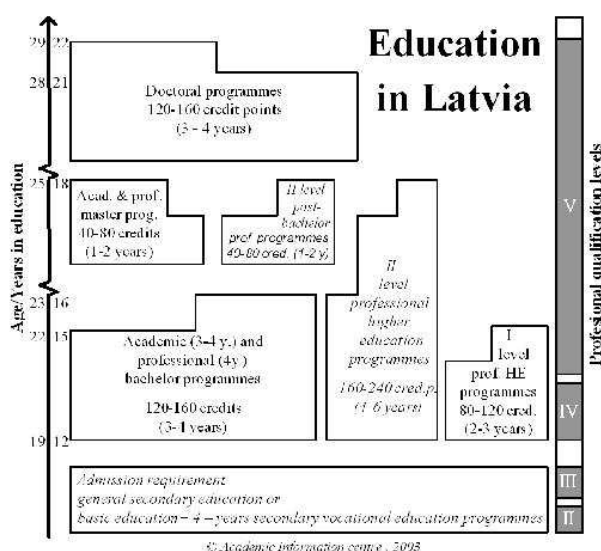 Education
in Latvia
Age/Years in education
29 22
28 21
25 18
23 16
22 15
19 12
Doctoral programmes
120-160 credit points
(3 - 4 years)
Acad. & prof.
master prog.
40-80 credits
(1-2 years)
II level
post-
bachelor
prof. programmes
40-80 cred. (1-2 y)
II
level
professional
higher
education
programmes
160-240 cred.p.
(4-6 years)
Academic (3-4 y.) and
professional (4y.)
bachelor programmes
120-160 credits
(3-4 years)
I
level
prof. HE
programmes
80-120 cred.
(2-3 years)
Admission requirement
general secondary education or
basic education - 4 - years secondary vocational education programmes
Profesional qualification levels
V
IV
III
II
© Academic information centre, 2003